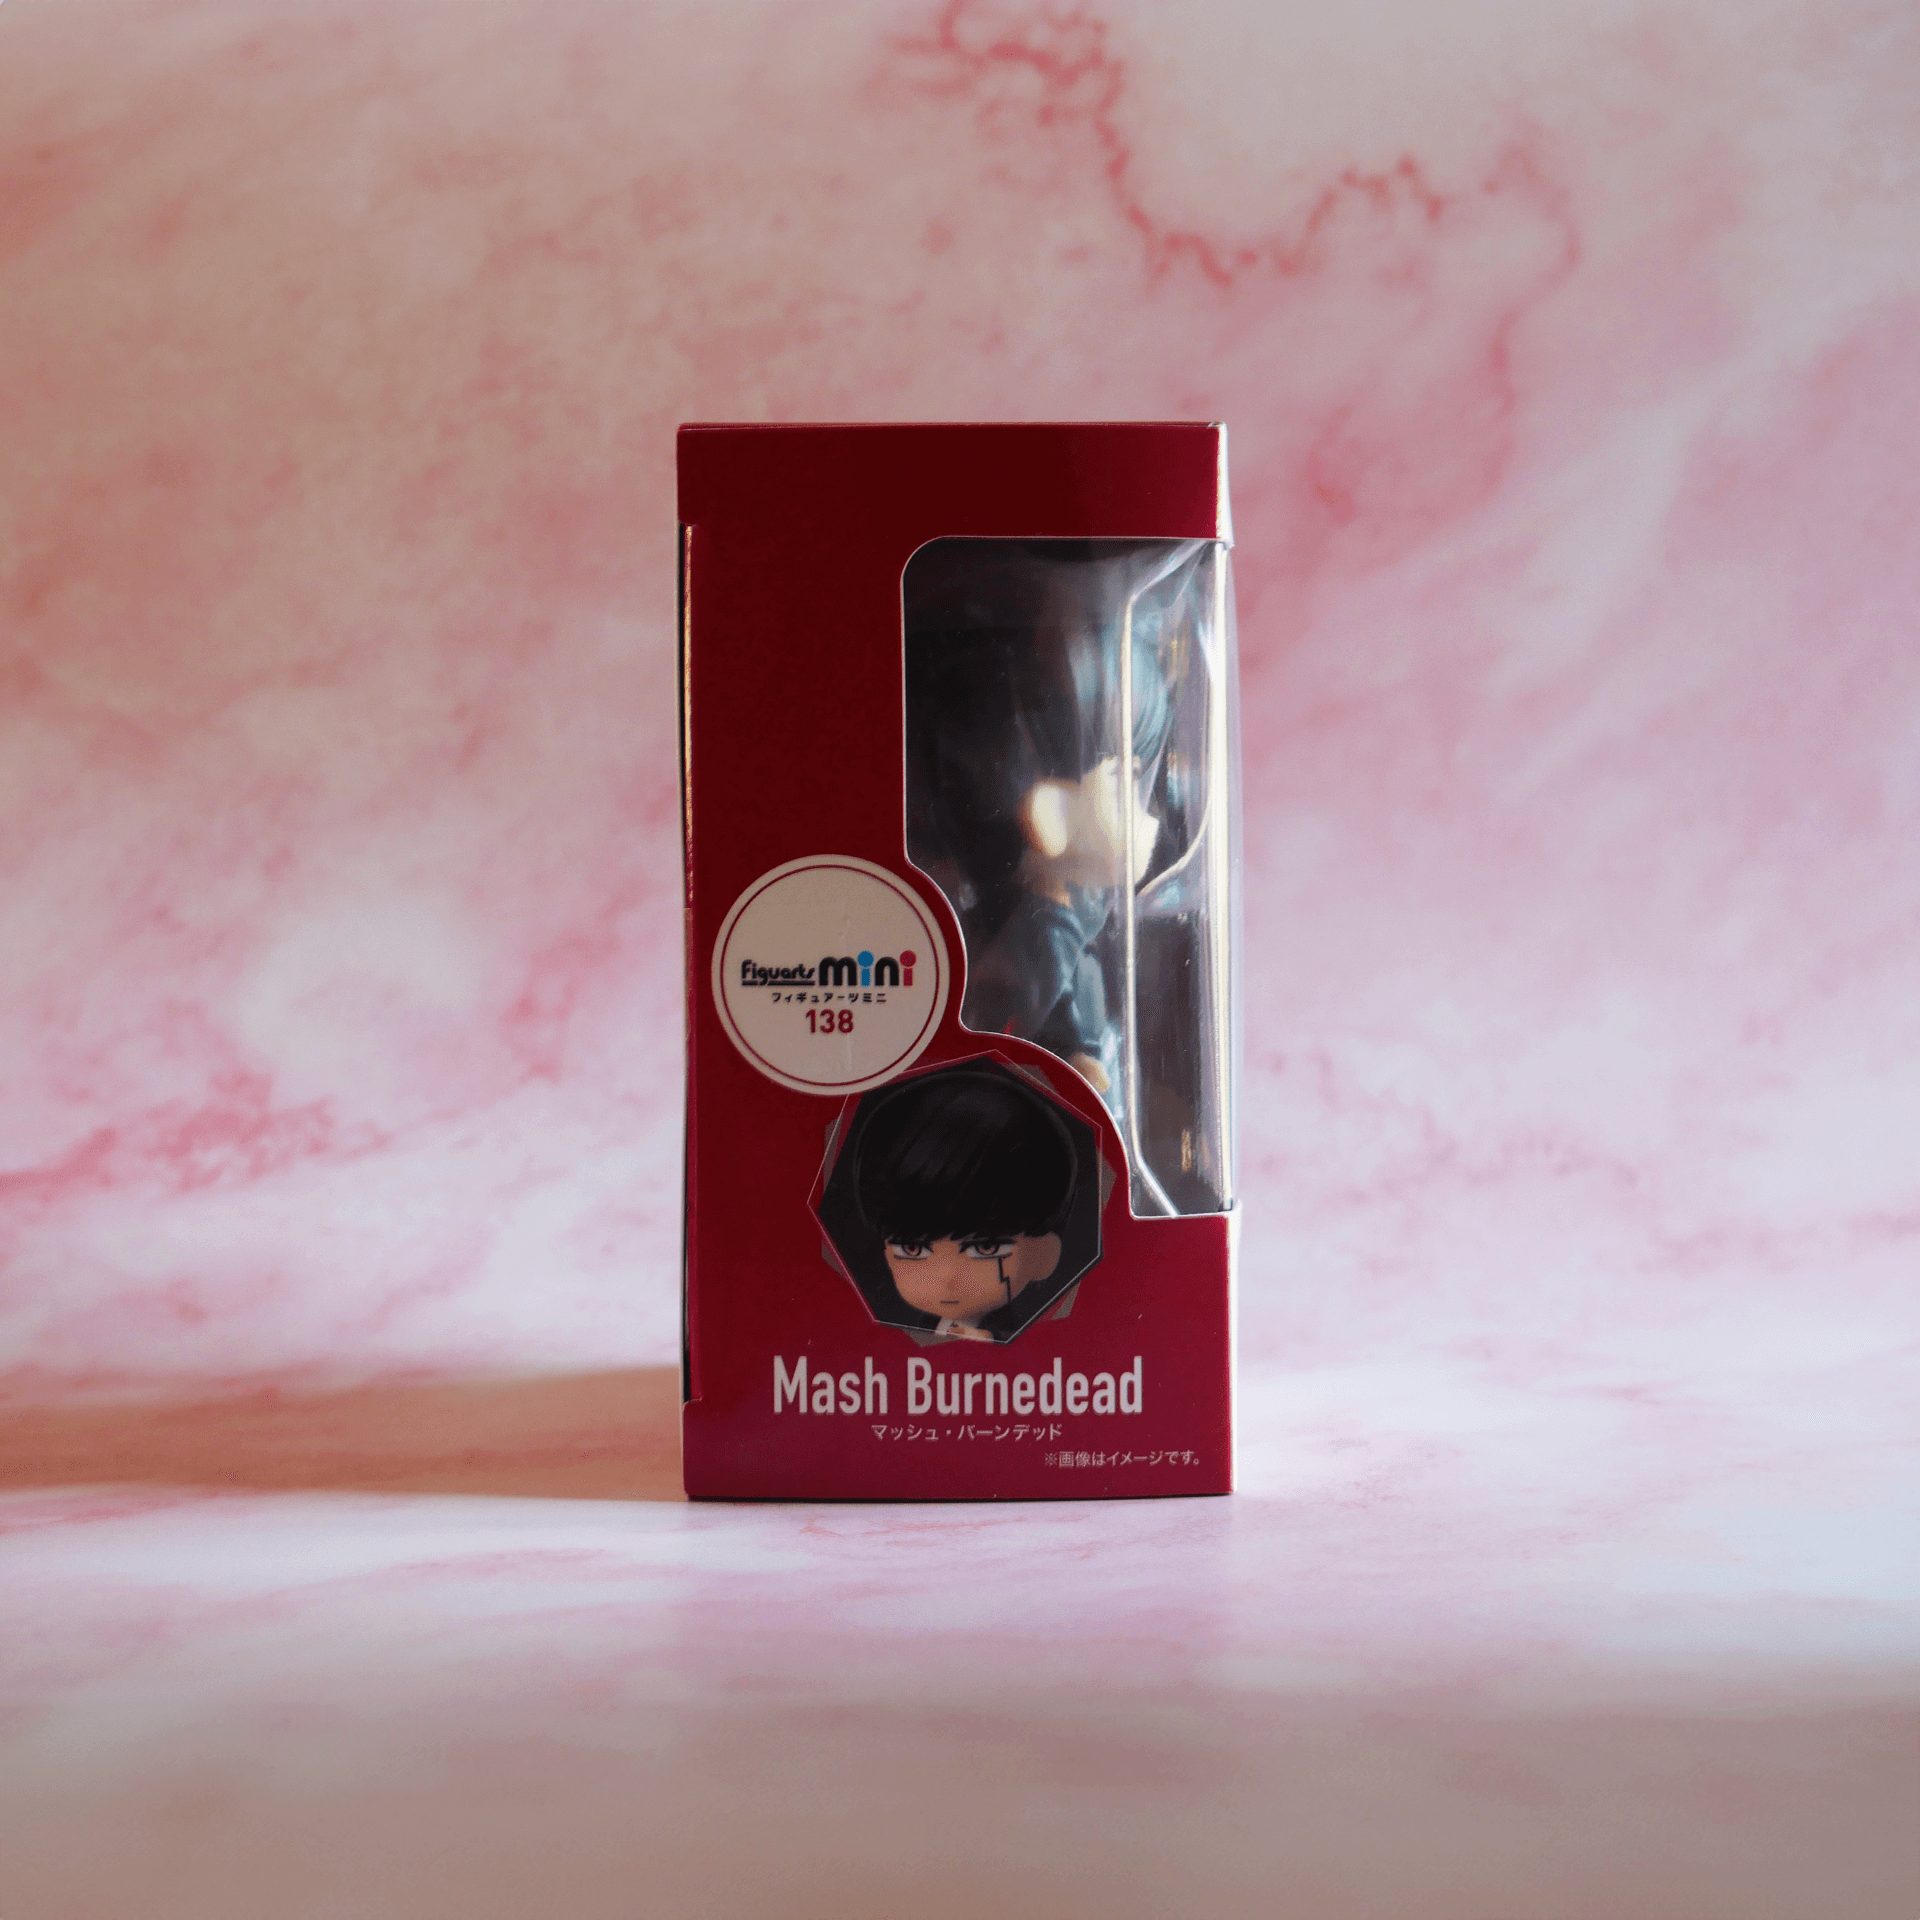 Figuarts mini
フィギュアーツミニ
138
Mash Burnedead
マッシュ・バーンデッド
※画像はイメージです。